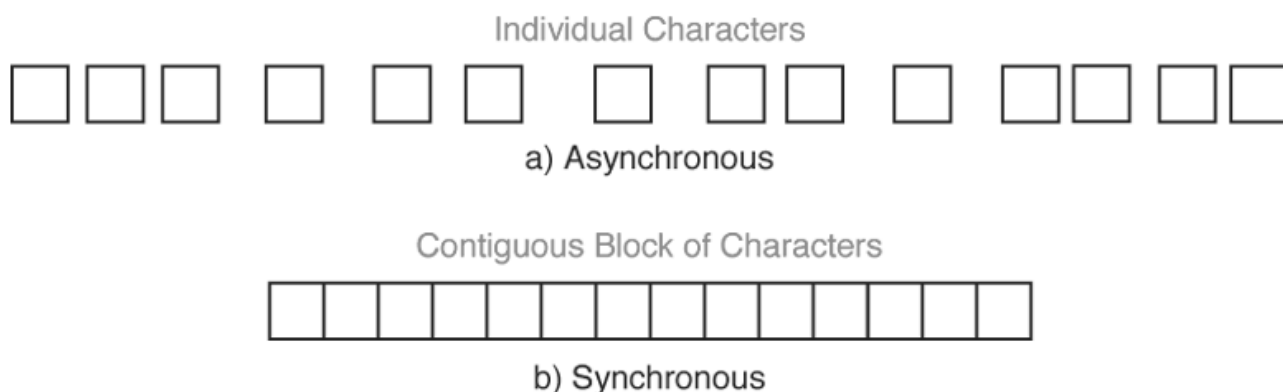 Individual Characters
a) Asynchronous
Contiguous Block of Characters
b) Synchronous